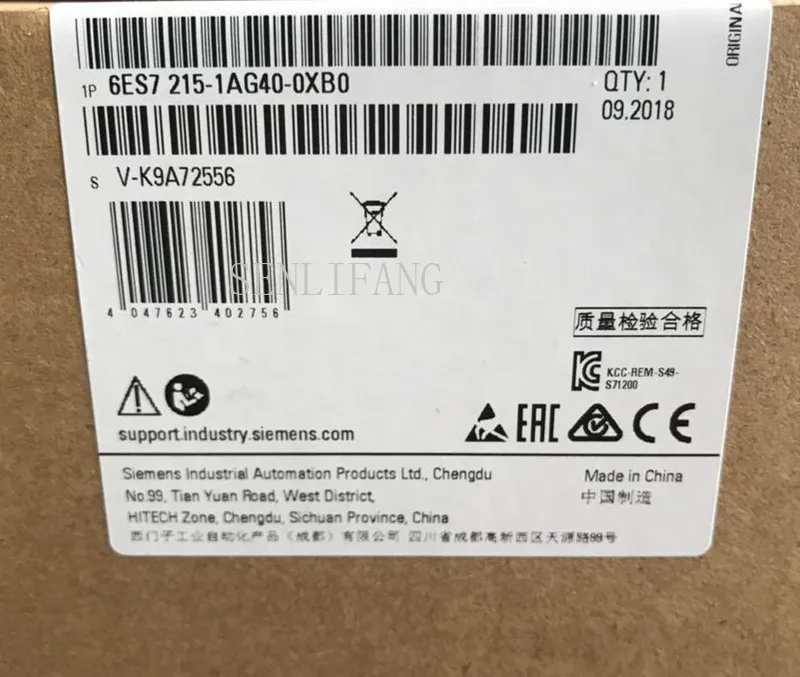 ORIGINA
1P 6ES7 215-1AG40-0XB0 QTY: 1
09.2018
S V-K9A72556
SENLIFANG
4 047623 402756
质量检验合格
KCC-REM-S49-
S71200
EAC CE
support.industry.siemens.com
Siemens Industrial Automation Products Ltd., Chengdu Made in China
No.99, Tian Yuan Road, West District, 中国制造
HITECH Zone, Chengdu, Sichuan Province, China
西门子工业自动化产品（成都）有限公司 四川省成都高新西区天源路99号